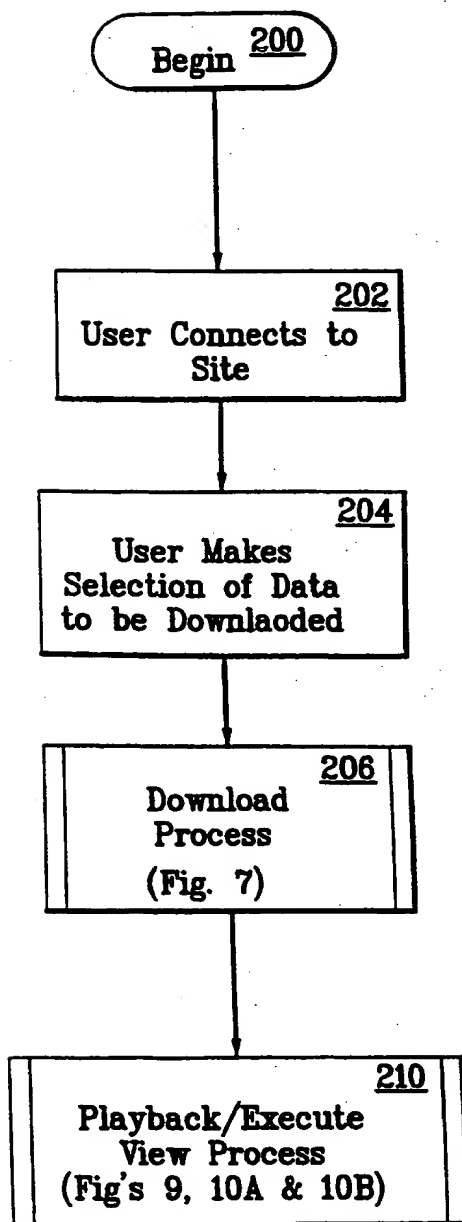 Begin 200
202
User Connects to
Site
204
User Makes
Selection of Data
to be Downlaoded
206
Download
Process
(Fig. 7)
210
Playback/Execute
View Process
(Fig's 9, 10A & 10B)